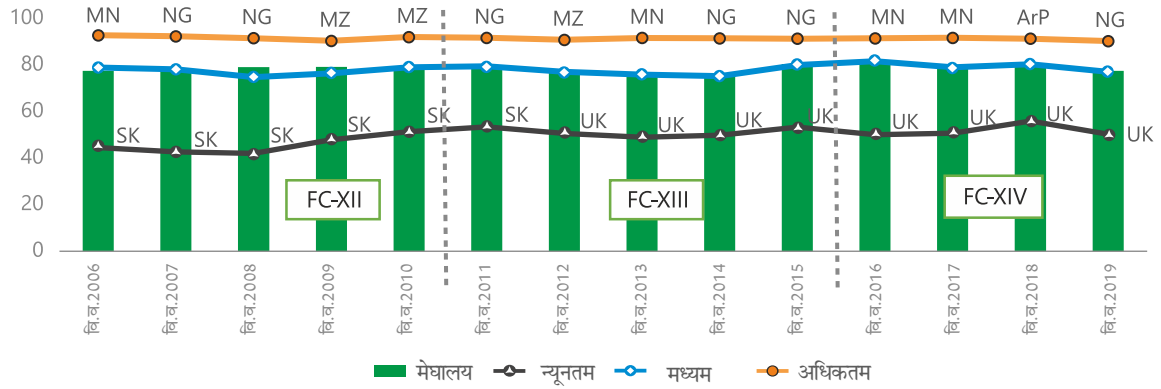 100
80
60
40
20
0
MN NG NG MZ MZ NG MZ MN NG NG MN MN ArP NG
SK SK SK SK SK SK UK UK UK UK UK UK UK UK
FC-XII FC-XIII FC-XIV
वि.व.2006 वि.व.2007 वि.व.2008 वि.व.2009 वि.व.2010 वि.व.2011 वि.व.2012 वि.व.2013 वि.व.2014 वि.व.2015 वि.व.2016 वि.व.2017 वि.व.2018 वि.व.2019
मेघालय न्यूनतम मध्यम अधिकतम